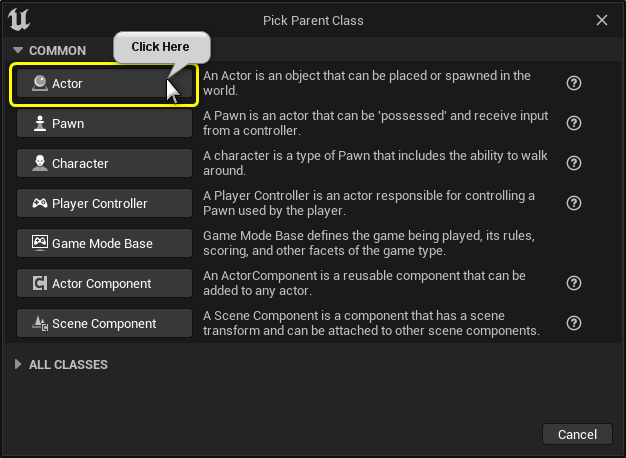 Pick Parent Class
COMMON
Click Here
Actor
An Actor is an object that can be placed or spawned in the
world.
Pawn
A Pawn is an actor that can be 'possessed' and receive input
from a controller.
Character
A character is a type of Pawn that includes the ability to walk
around.
Player Controller
A Player Controller is an actor responsible for controlling a
Pawn used by the player.
Game Mode Base
Game Mode Base defines the game being played, its rules,
scoring, and other facets of the game type.
Actor Component
An ActorComponent is a reusable component that can be
added to any actor.
Scene Component
A Scene Component is a component that has a scene
transform and can be attached to other scene components.
ALL CLASSES
Cancel